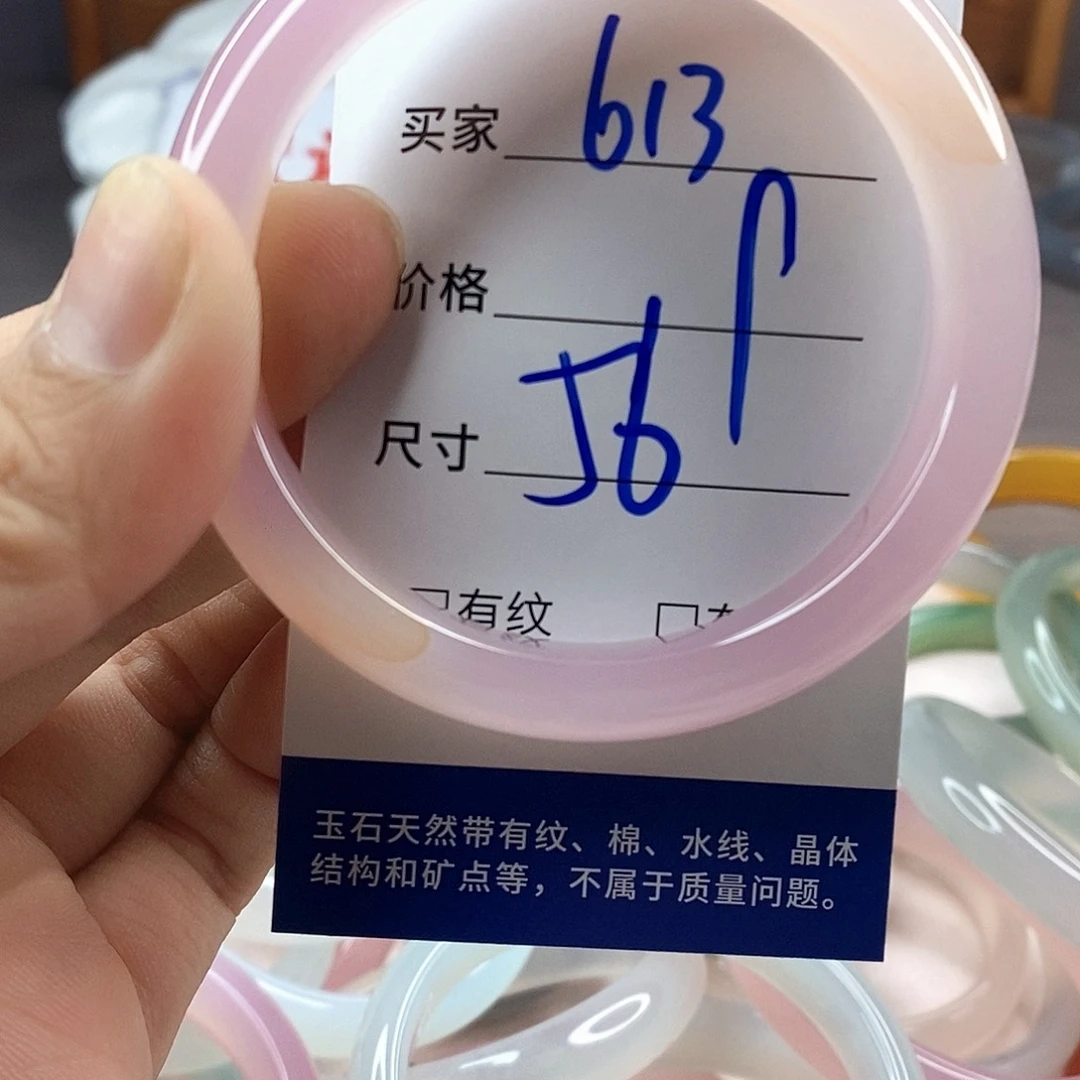 买家 613
价格
尺寸 56
有纹
玉石天然带有纹、棉、水线、晶体
结构和矿点等，不属于质量问题。